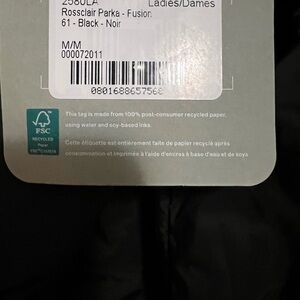 2580LA Ladies/Dames
Rossclair Parka - Fusion
61 - Black - Noir
M/M
000072011
0801688657568
This tag is made from 100% post-consumer recycled paper,
using water and soy-based inks.
FSC
RECYCLED
Paper
Cette étiquette est entièrement faite de papier recyclé après
consommation et imprimée à l'aide d'encres à base d'eau et de soya